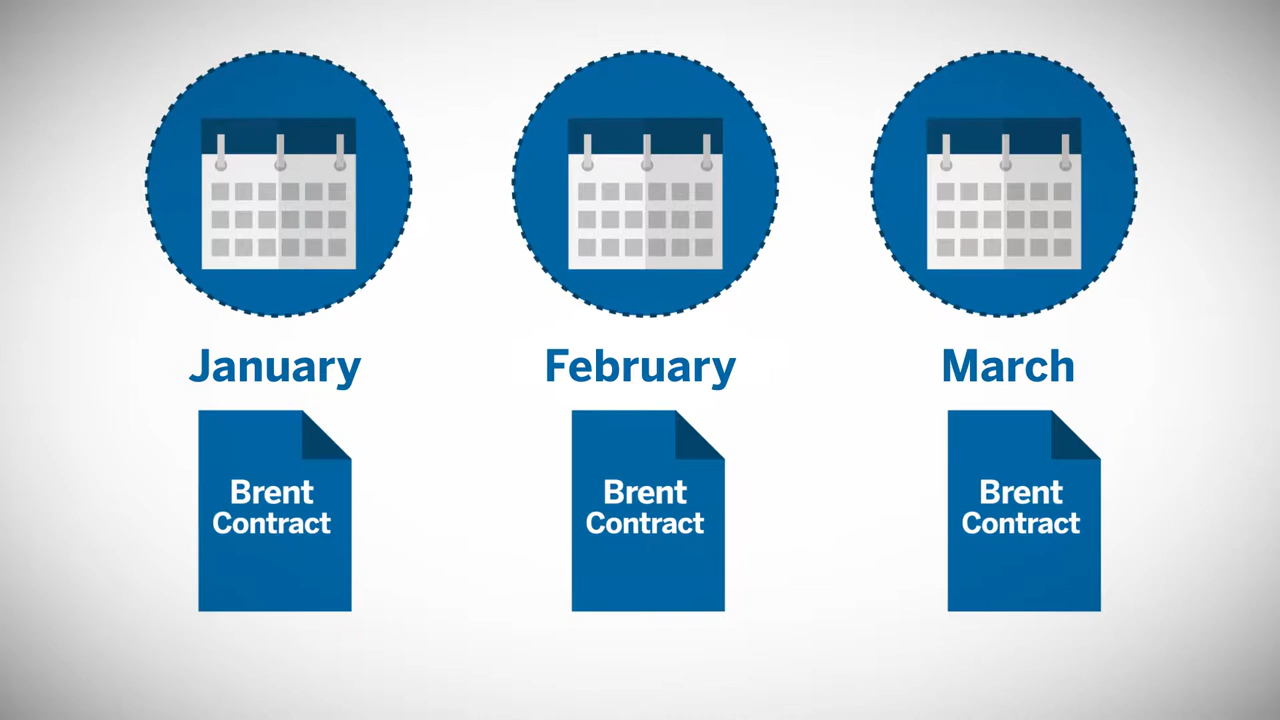 January
February
March
Brent
Contract
Brent
Contract
Brent
Contract